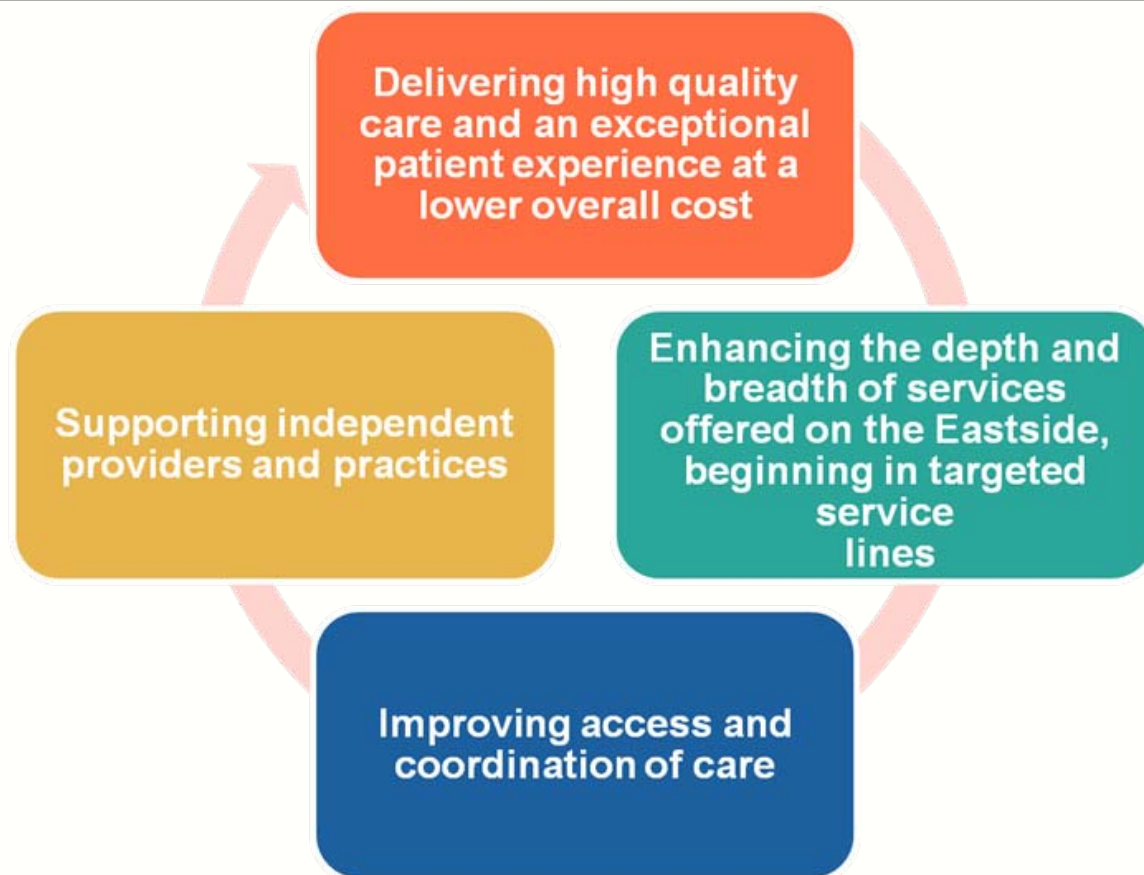 Delivering high quality
care and an exceptional
patient experience at a
lower overall cost
Enhancing the depth and
breadth of services
offered on the Eastside,
beginning in targeted
service
lines
Improving access and
coordination of care
Supporting independent
providers and practices